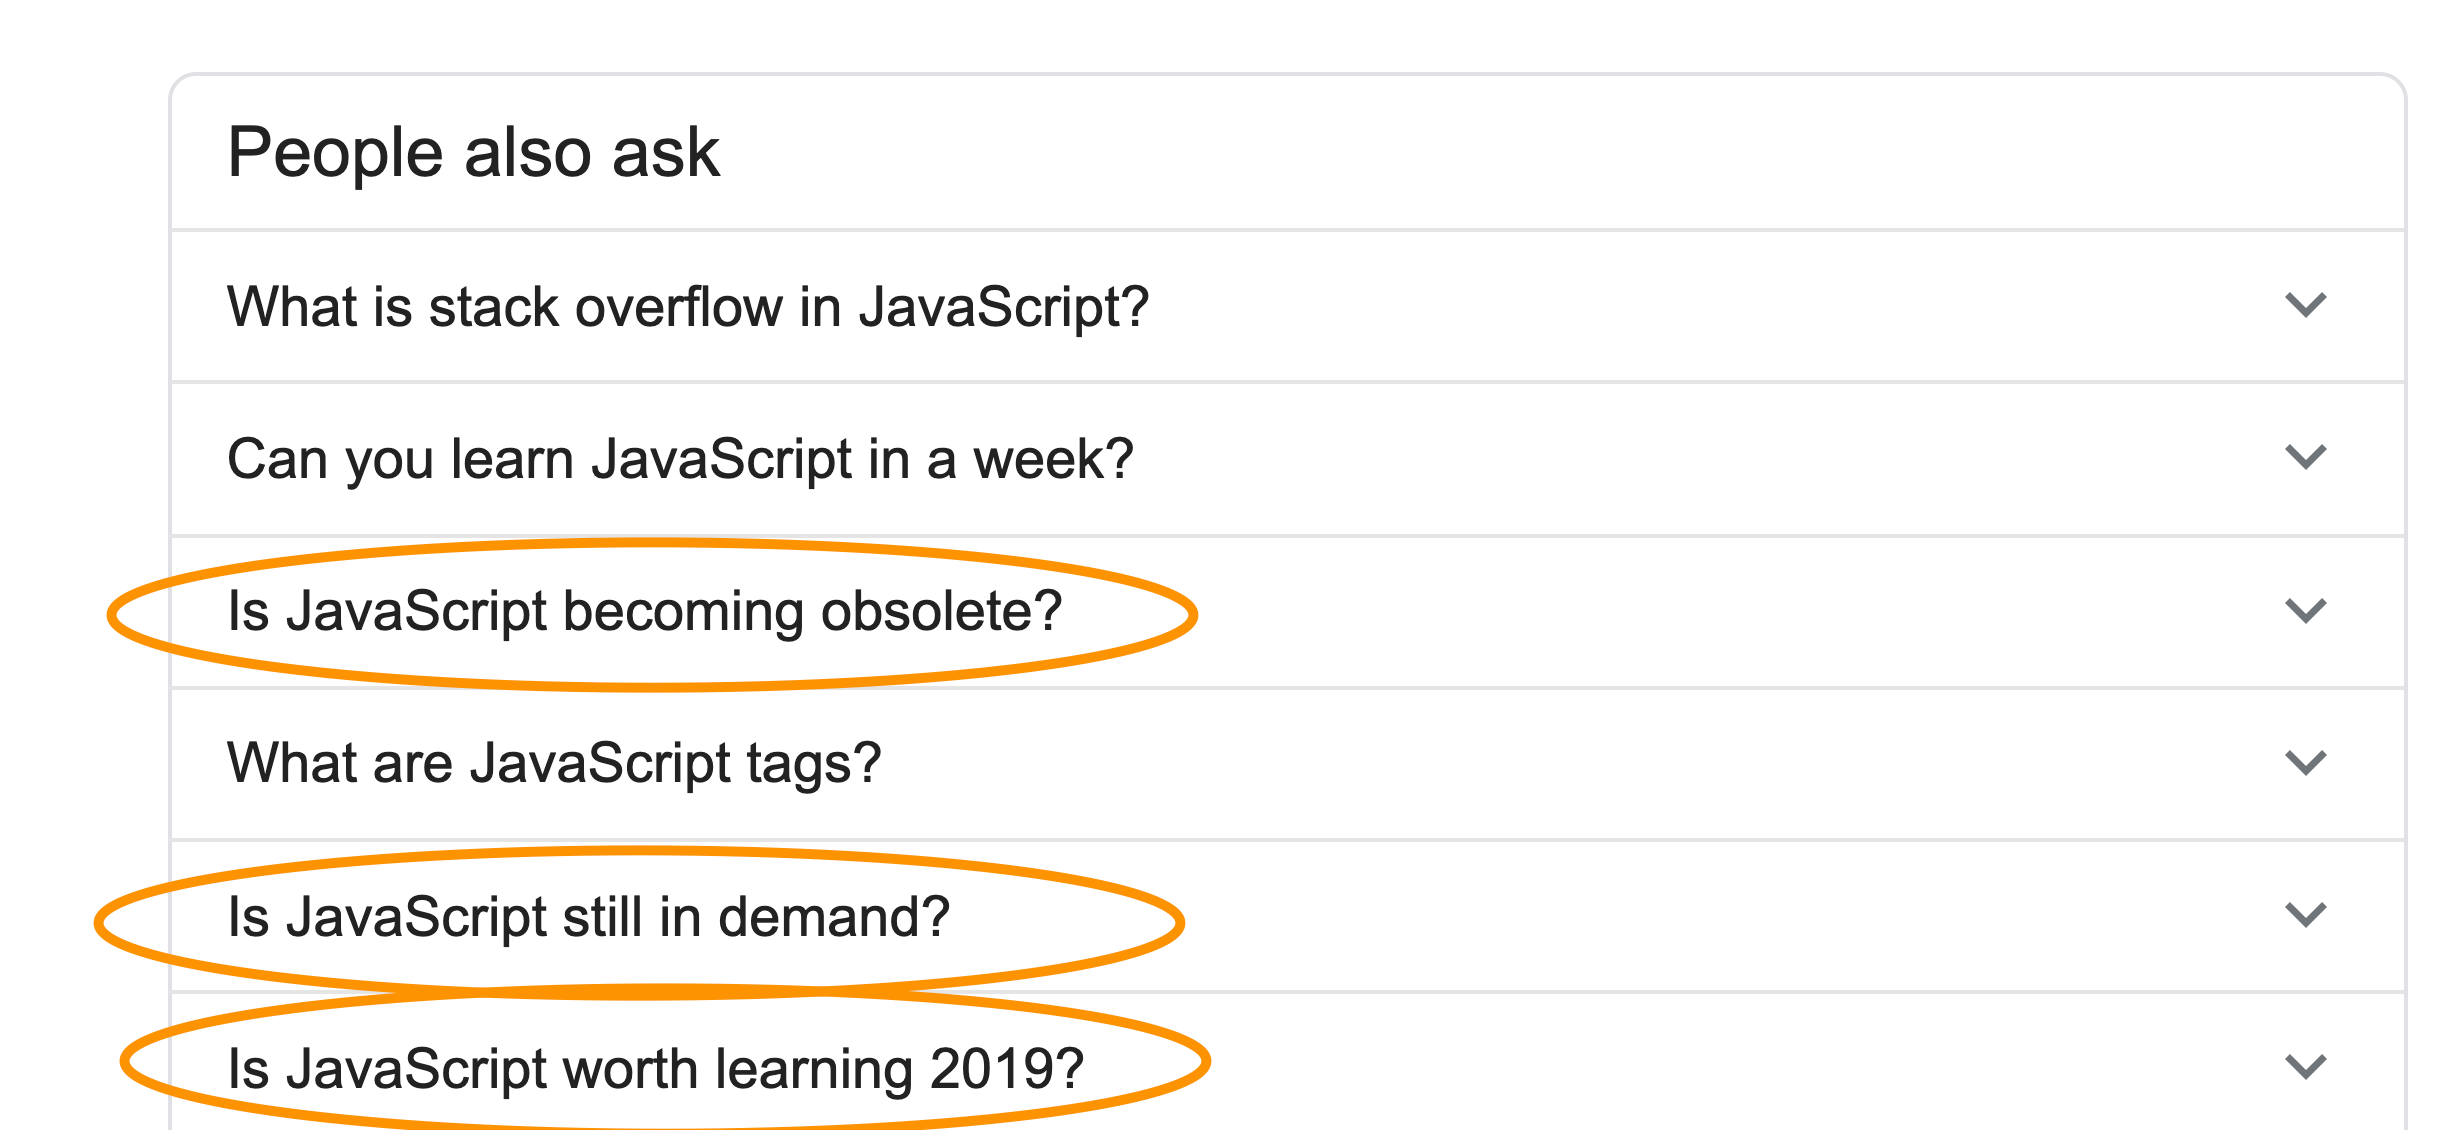 People also ask
What is stack overflow in JavaScript?
Can you learn JavaScript in a week?
Is JavaScript becoming obsolete?
What are JavaScript tags?
Is JavaScript still in demand?
Is JavaScript worth learning 2019?